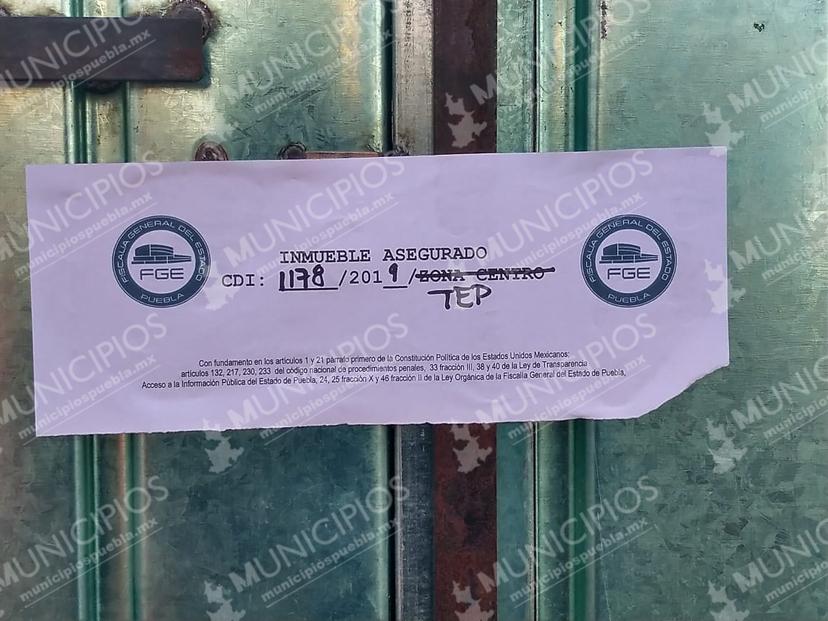 INMUEBLE ASEGURADO
CDI: 1178/2019/ZONA CENTRO
TEP
FISCALÍA GENERAL DEL ESTADO
FGE
PUEBLA
FISCALÍA GENERAL DEL ESTADO
FGE
PUEBLA
Con fundamento en los artículos 1 y 21 párrafo primero de la Constitución Política de los Estados Unidos Mexicanos:
artículos 132, 217, 230, 233 del código nacional de procedimientos penales, 33 fracción III, 38 y 40 de la Ley de Transparencia
Acceso a la Información Pública del Estado de Puebla, 24, 25 fracción X y 46 fracción II de la Ley Orgánica de la Fiscalía General del Estado de Puebla,
MUNICIPIOS
municipiospuebla.mx